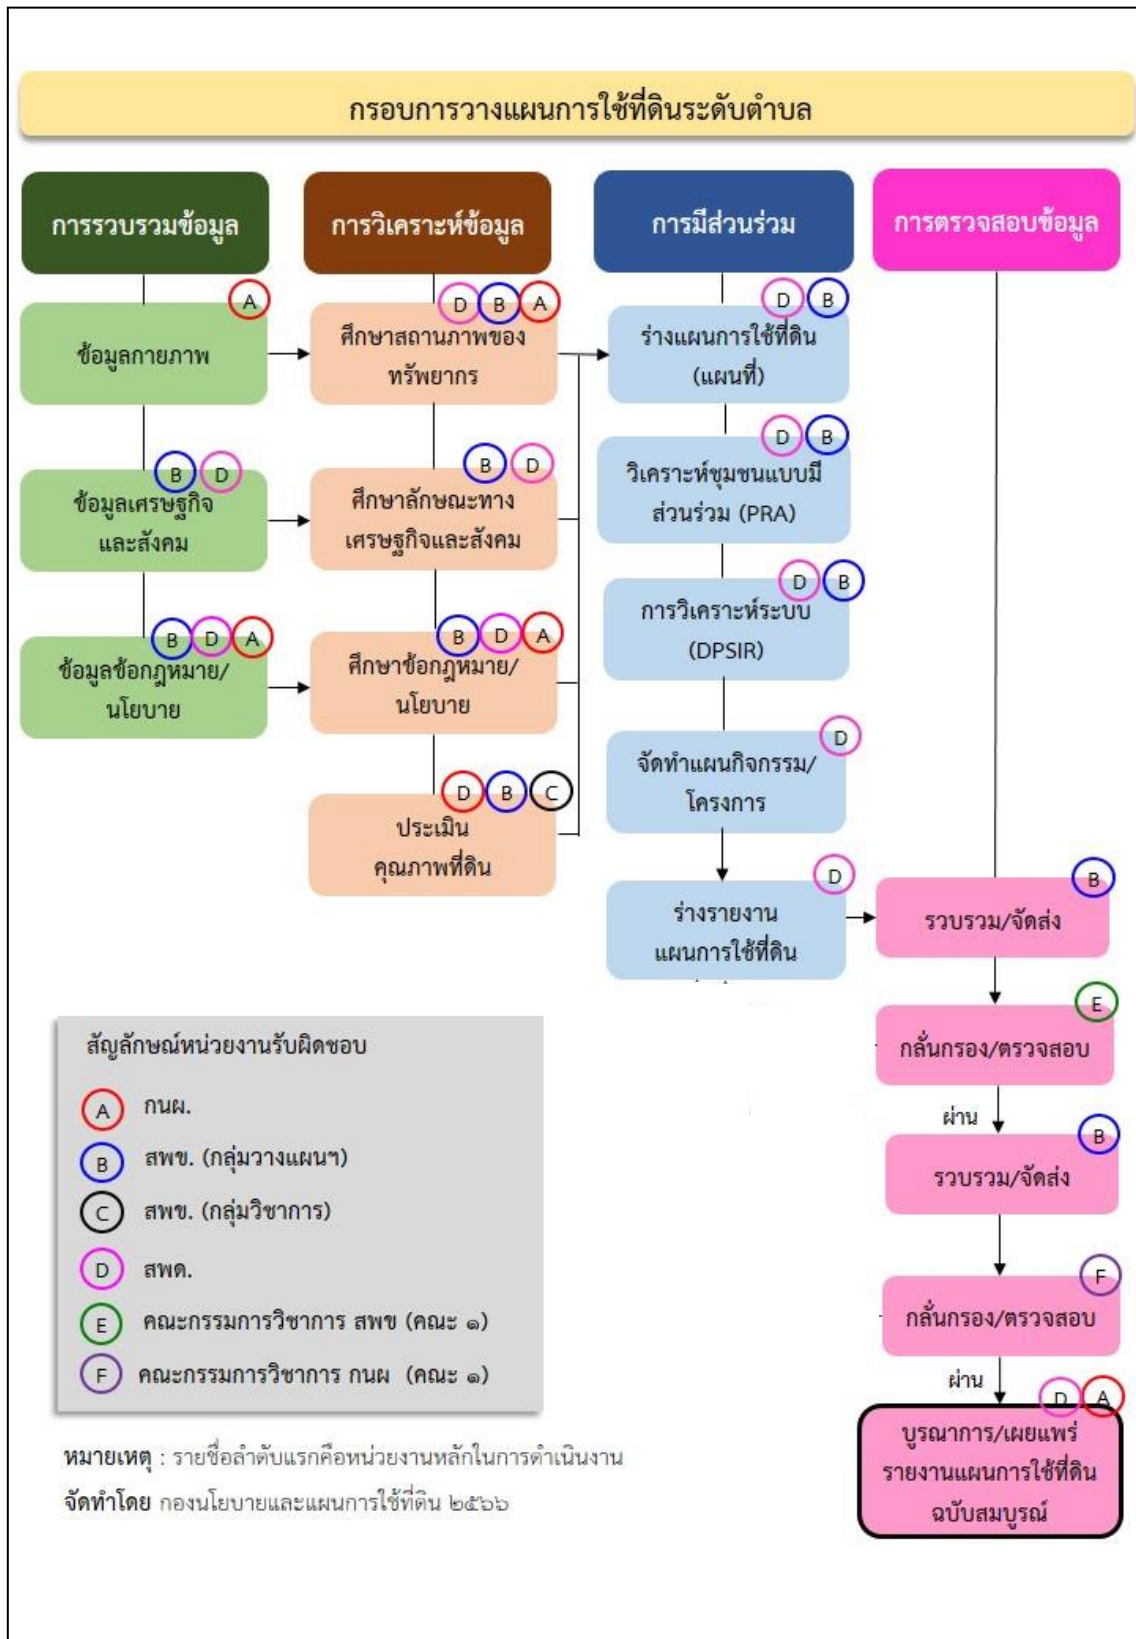 กรอบการวางแผนการใช้ที่ดินระดับตำบล
การรวบรวมข้อมูล
A
ข้อมูลกายภาพ
B D
ข้อมูลเศรษฐกิจ
และสังคม
B D A
ข้อมูลข้อกฎหมาย/
นโยบาย
การวิเคราะห์ข้อมูล
D B A
ศึกษาสถานภาพของ
ทรัพยากร
B D
ศึกษาลักษณะทาง
เศรษฐกิจและสังคม
B D A
ศึกษาข้อกฎหมาย/
นโยบาย
D B C
ประเมิน
คุณภาพที่ดิน
การมีส่วนร่วม
D B
ร่างแผนการใช้ที่ดิน
(แผนที่)
D B
วิเคราะห์ชุมชนแบบมี
ส่วนร่วม (PRA)
D B
การวิเคราะห์ระบบ
(DPSIR)
D
จัดทำแผนกิจกรรม/
โครงการ
D
ร่างรายงาน
แผนการใช้ที่ดิน
การตรวจสอบข้อมูล
B
รวบรวม/จัดส่ง
E
กลั่นกรอง/ตรวจสอบ
ผ่าน
B
รวบรวม/จัดส่ง
F
กลั่นกรอง/ตรวจสอบ
ผ่าน
D A
บูรณาการ/เผยแพร่
รายงานแผนการใช้ที่ดิน
ฉบับสมบูรณ์
สัญลักษณ์หน่วยงานรับผิดชอบ
A กนผ.
B สพข. (กลุ่มวางแผนฯ)
C สพข. (กลุ่มวิชาการ)
D สพด.
E คณะกรรมการวิชาการ สพข (คณะ ๑)
F คณะกรรมการวิชาการ กนผ (คณะ ๑)
หมายเหตุ : รายชื่อลำดับแรกคือหน่วยงานหลักในการดำเนินงาน
จัดทำโดย กองนโยบายและแผนการใช้ที่ดิน ๒๕๖๖